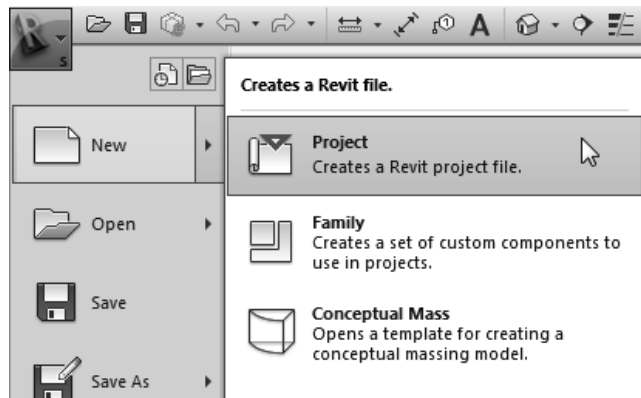 R
S
1
A
Creates a Revit file.
New
Project
Creates a Revit project file.
Open
Family
Creates a set of custom components to
use in projects.
Save
Conceptual Mass
Opens a template for creating a
conceptual massing model.
Save As